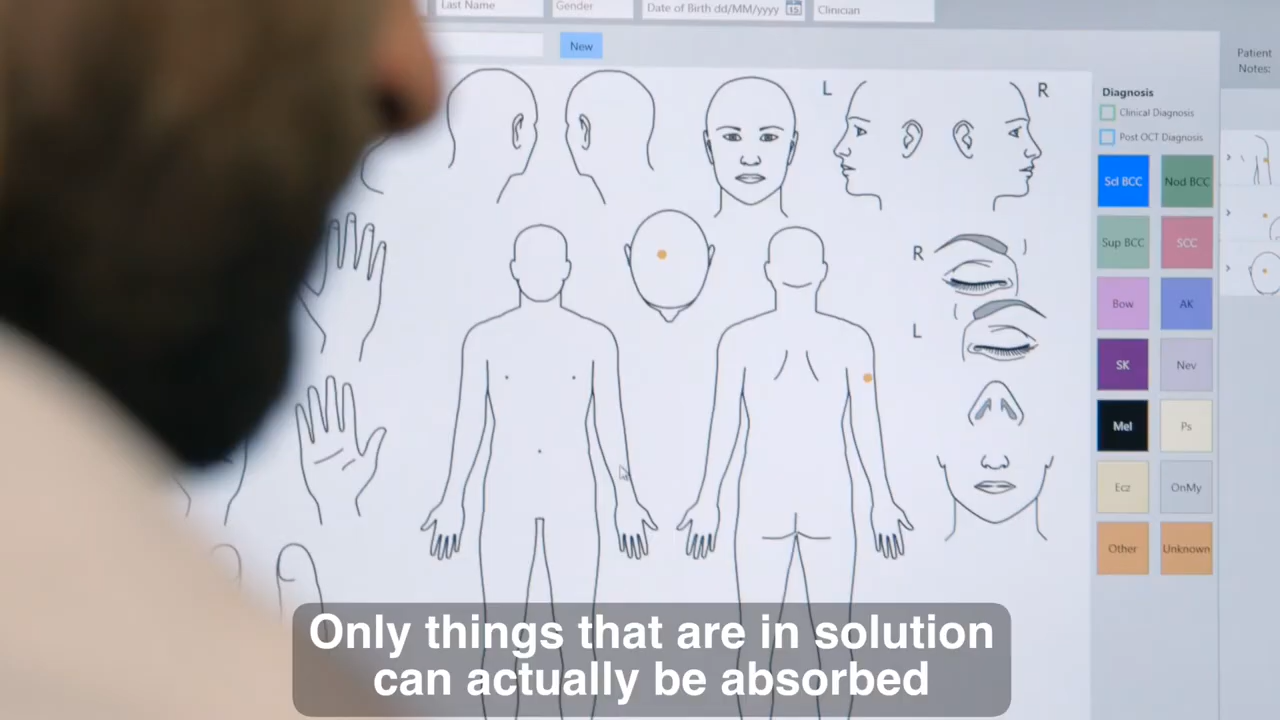 Last Name
Gender
Date of Birth dd/MM/yyyy
15
Clinician
New
Patient
Notes:
L
R
Diagnosis
Clinical Diagnosis
Post OCT Diagnosis
Scl BCC
Nod BCC
Sup BCC
SCC
R
Bow
AK
L
SK
Nev
Mel
Ps
Ecz
OnMy
Other
Unknown
Only things that are in solution
can actually be absorbed